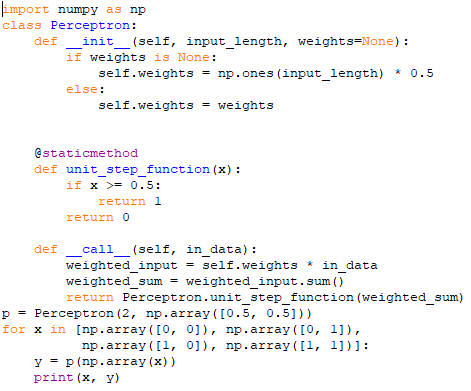 import numpy as np
class Perceptron:
    def __init__(self, input_length, weights=None):
        if weights is None:
            self.weights = np.ones(input_length) * 0.5
        else:
            self.weights = weights
    @staticmethod
    def unit_step_function(x):
        if x >= 0.5:
            return 1
        return 0
    def __call__(self, in_data):
        weighted_input = self.weights * in_data
        weighted_sum = weighted_input.sum()
        return Perceptron.unit_step_function(weighted_sum)
p = Perceptron(2, np.array([0.5, 0.5]))
for x in [np.array([0, 0]), np.array([0, 1]),
          np.array([1, 0]), np.array([1, 1])]:
    y = p(np.array(x))
    print(x, y)